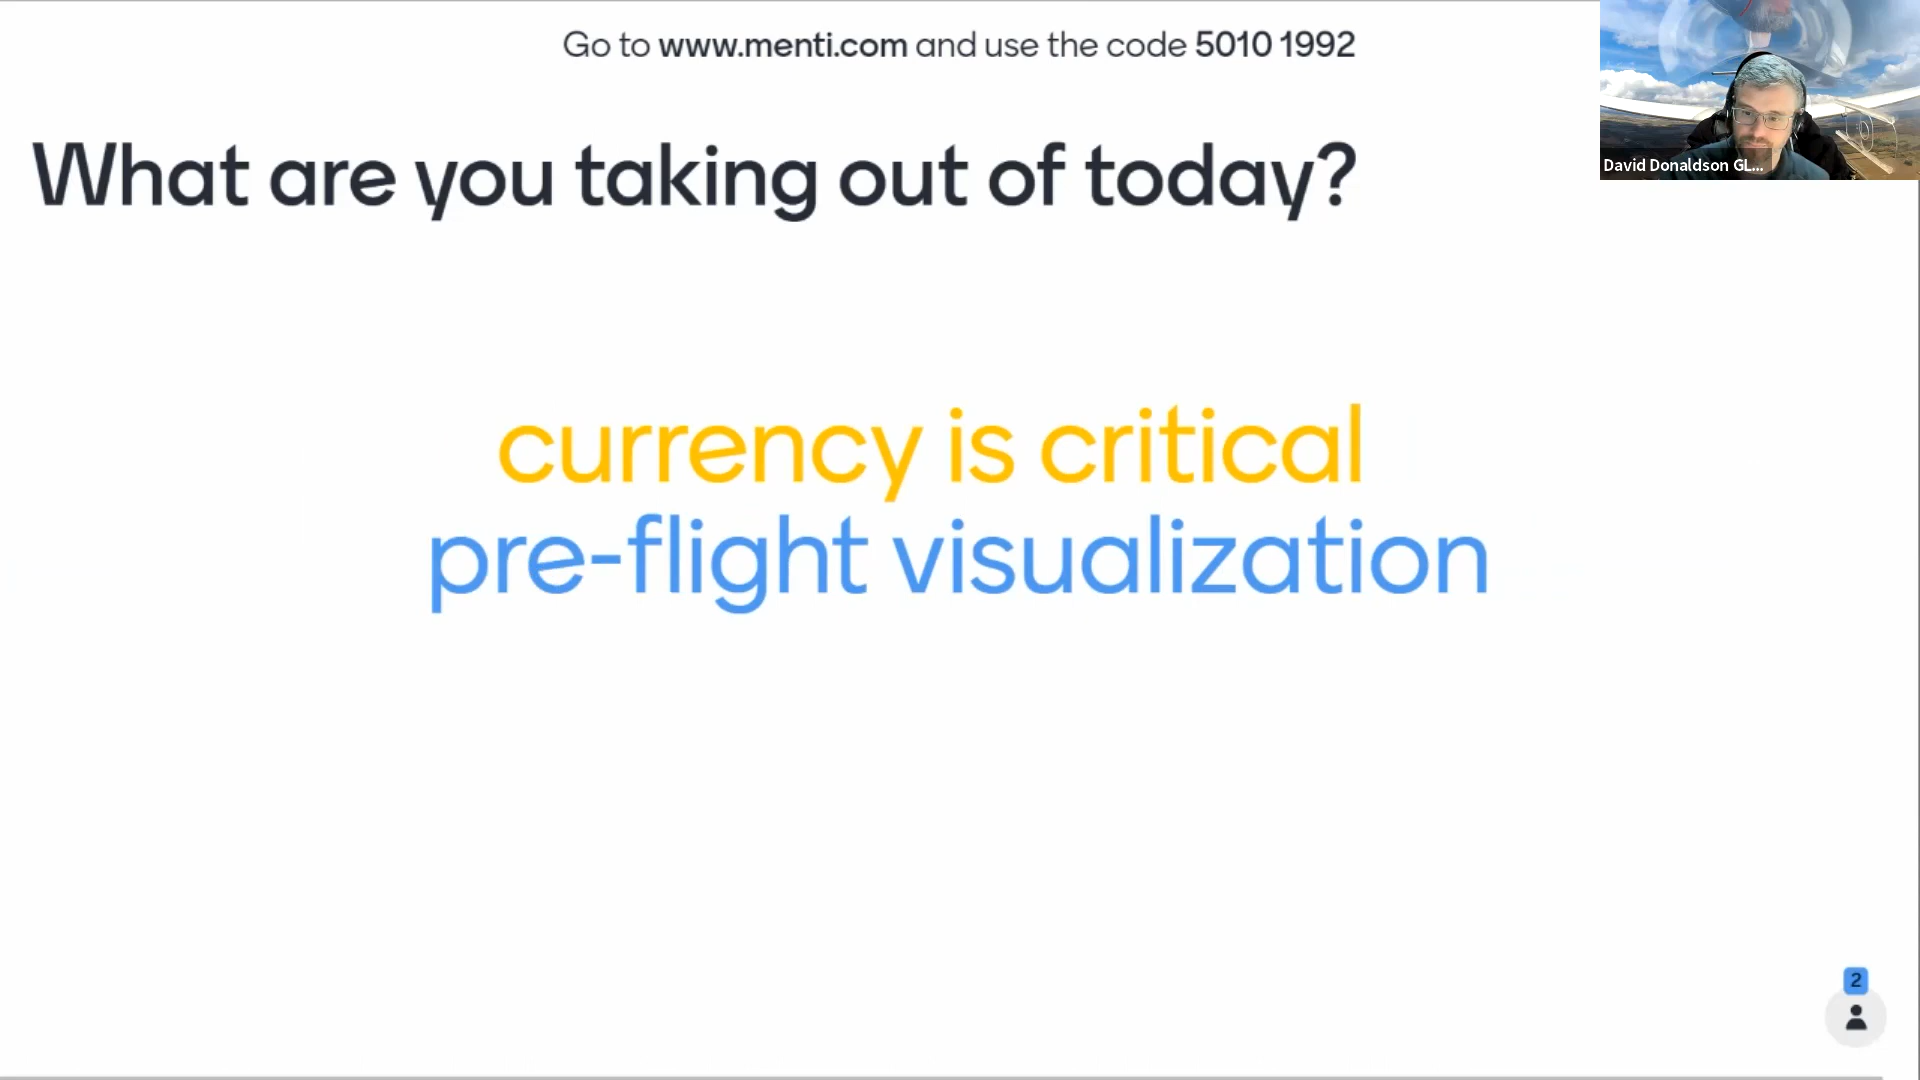 Go to www.menti.com and use the code 5010 1992
What are you taking out of today?
David Donaldson GL...
currency is critical
pre-flight visualization
2